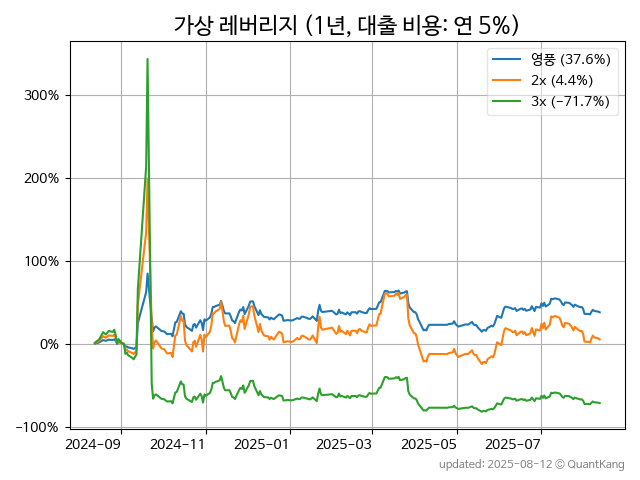 가상 레버리지 (1년, 대출 비용: 연 5%)
영풍 (37.6%)
2x (4.4%)
3x (−71.7%)
300%
200%
100%
0%
−100%
2024-09 2024-11 2025-01 2025-03 2025-05 2025-07
updated: 2025-08-12 © QuantKang